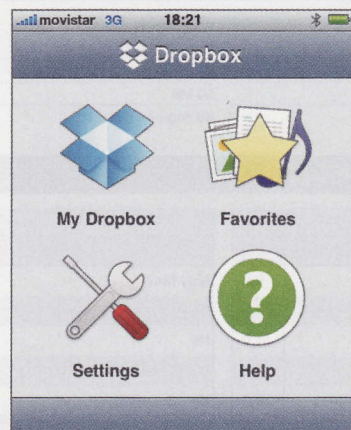 movistar 3G 18:21
Dropbox
My Dropbox Favorites
Settings Help
?